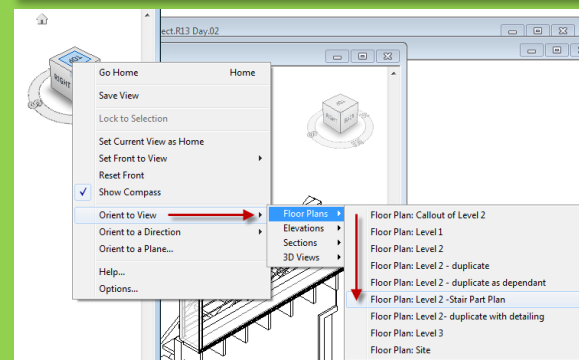 ect.R13 Day.02
TOP
RIGHT
Go Home Home
Save View
Lock to Selection
Set Current View as Home
Set Front to View
Reset Front
Show Compass
Orient to View
Orient to a Direction
Orient to a Plane...
Help...
Options...
Floor Plans
Elevations
Sections
3D Views
Floor Plan: Callout of Level 2
Floor Plan: Level 1
Floor Plan: Level 2
Floor Plan: Level 2 - duplicate
Floor Plan: Level 2 - duplicate as dependant
Floor Plan: Level 2 -Stair Part Plan
Floor Plan: Level 2- duplicate with detailing
Floor Plan: Level 3
Floor Plan: Site